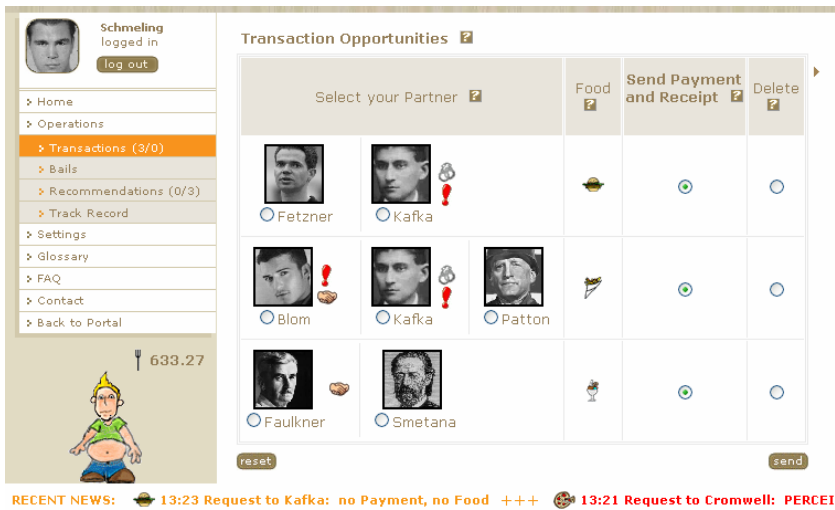 Schmeling
logged in
log out
Home
Operations
Transactions (3/0)
Bails
Recommendations (0/3)
Track Record
Settings
Glossary
FAQ
Contact
Back to Portal
633.27
Transaction Opportunities ?
Select your Partner ?
Food ?
Send Payment
and Receipt ?
Delete ?
Fetzner Kafka
Blom Kafka Patton
Faulkner Smetana
reset send
RECENT NEWS: 13:23 Request to Kafka: no Payment, no Food +++ 13:21 Request to Cromwell: PERCEI